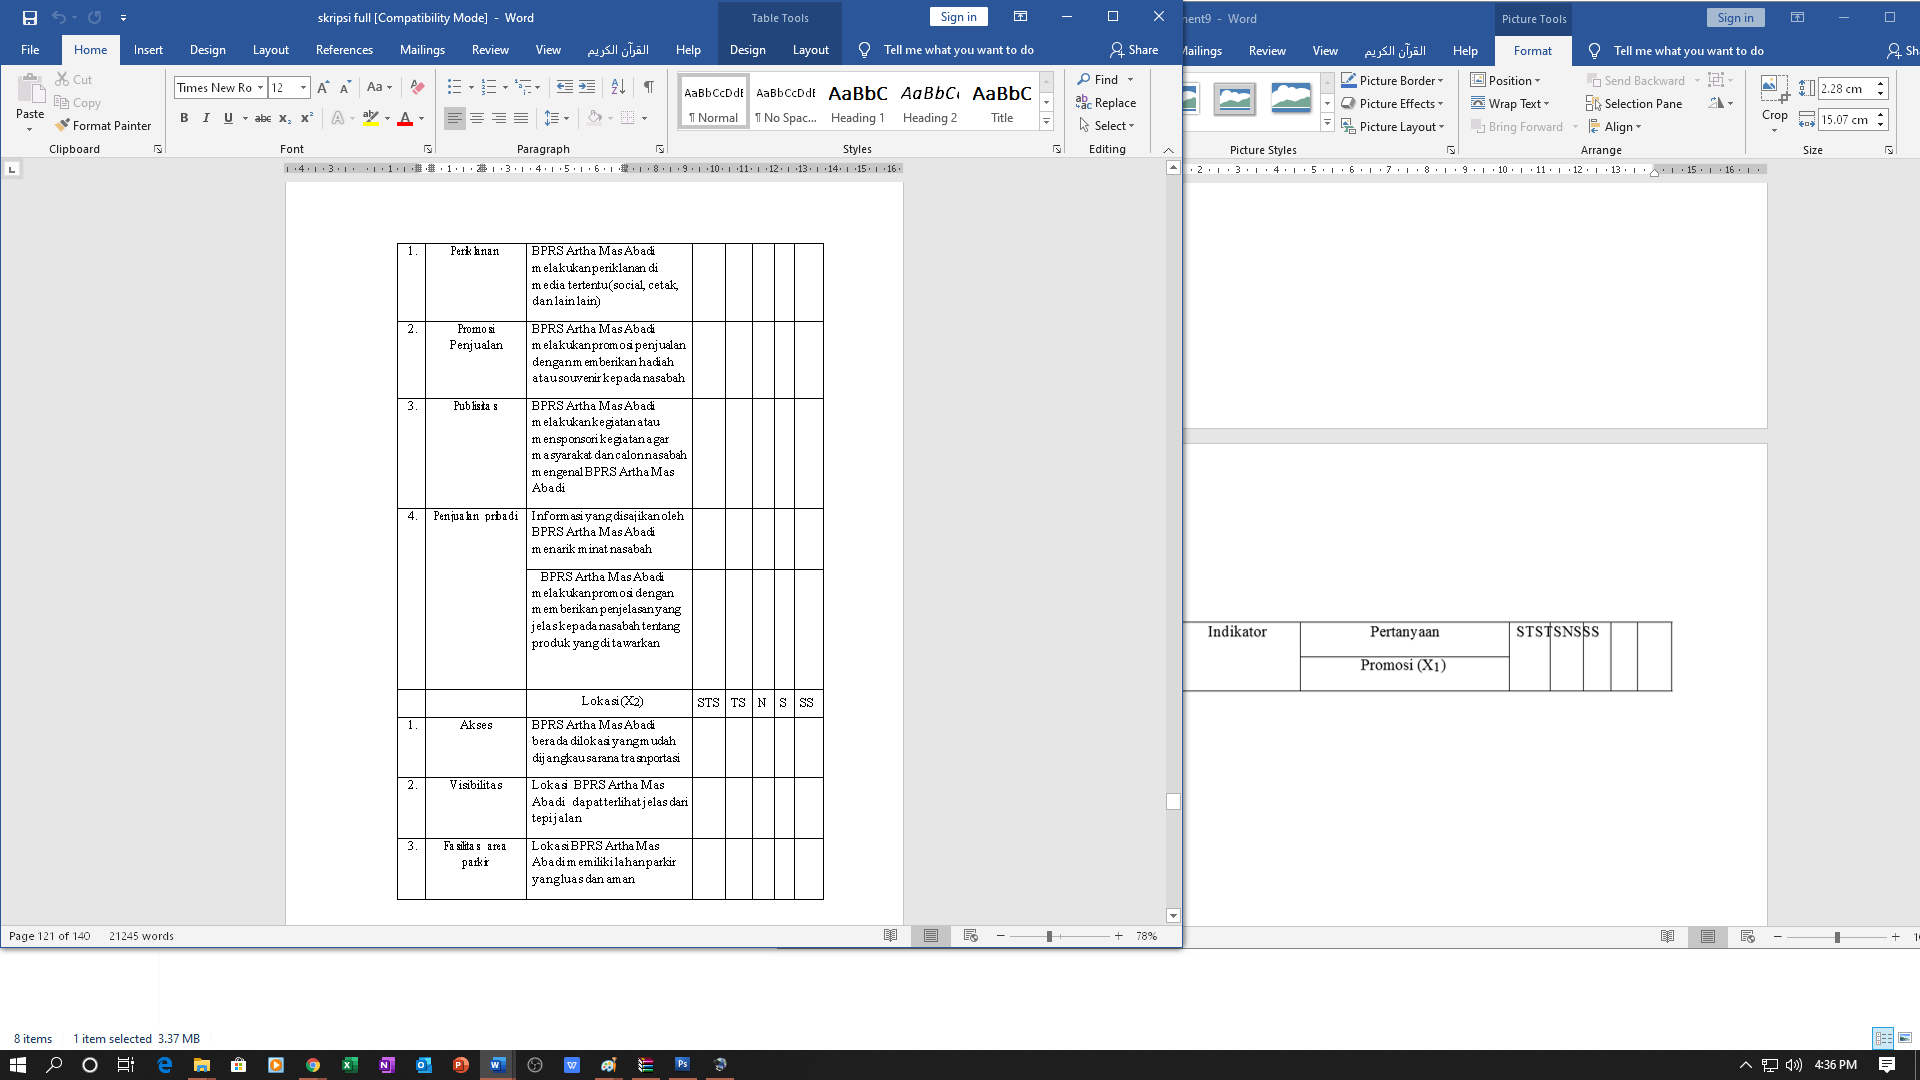 skripsi full [Compatibility Mode] - Word
Table Tools
Sign in
File Home Insert Design Layout References Mailings Review View القرآن الكريم Help Design Layout Tell me what you want to do Share
Paste
Cut
Copy
Format Painter
Clipboard
Times New Ro 12
Font
Paragraph
AaBbCcDdE AaBbCcDdE AaBbC AaBbCc AaBbC
¶ Normal ¶ No Spac... Heading 1 Heading 2 Title
Styles
Find
Replace
Select
Editing
1. Periklanan BPRS Artha Mas Abadi
melakukan periklanan di
media tertentu (social, cetak,
dan lain lain)
2. Promosi Penjualan BPRS Artha Mas Abadi
melakukan promosi penjualan
dengan memberikan hadiah
atau souvenir kepada nasabah
3. Publisitas BPRS Artha Mas Abadi
melakukan kegiatan atau
mensponsori kegiatan agar
masyarakat dan calon nasabah
mengenal BPRS Artha Mas
Abadi
4. Penjualan pribadi Informasi yang disajikan oleh
BPRS Artha Mas Abadi
menarik minat nasabah
BPRS Artha Mas Abadi
melakukan promosi dengan
memberikan penjelasan yang
jelas kepada nasabah tentang
produk yang di tawarkan
Lokasi (X2) STS TS N S SS
1. Akses BPRS Artha Mas Abadi
berada dilokasi yang mudah
dijangkau sarana trasnportasi
2. Visibilitas Lokasi BPRS Artha Mas
Abadi dapat terlihat jelas dari
tepi jalan
3. Fasilitas area parkir Lokasi BPRS Artha Mas
Abadi memiliki lahan parkir
yang luas dan aman
Page 121 of 140 21245 words
78%
ment9 - Word
Picture Tools
Sign in
Mailings Review View القرآن الكريم Help Format Tell me what you want to do Sha
Picture Border
Picture Effects
Picture Layout
Picture Styles
Position
Wrap Text
Bring Forward
Send Backward
Selection Pane
Align
Arrange
Crop
2.28 cm
15.07 cm
Size
Indikator Pertanyaan STSTSNSSS
Promosi (X1)
8 items 1 item selected 3.37 MB
4:36 PM